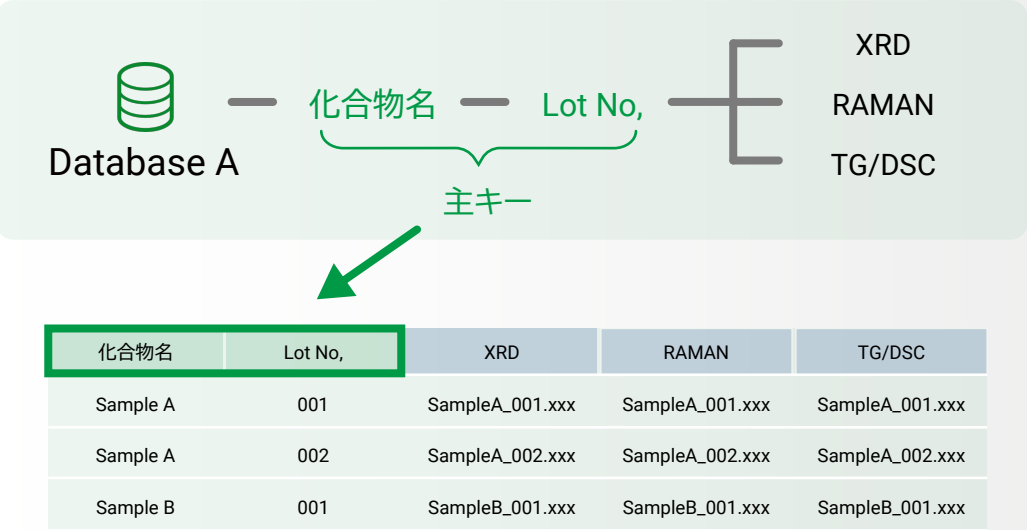 XRD
化合物名 Lot No, RAMAN
Database A TG/DSC
主キー
化合物名 Lot No, XRD RAMAN TG/DSC
Sample A 001 SampleA_001.xxx SampleA_001.xxx SampleA_001.xxx
Sample A 002 SampleA_002.xxx SampleA_002.xxx SampleA_002.xxx
Sample B 001 SampleB_001.xxx SampleB_001.xxx SampleB_001.xxx